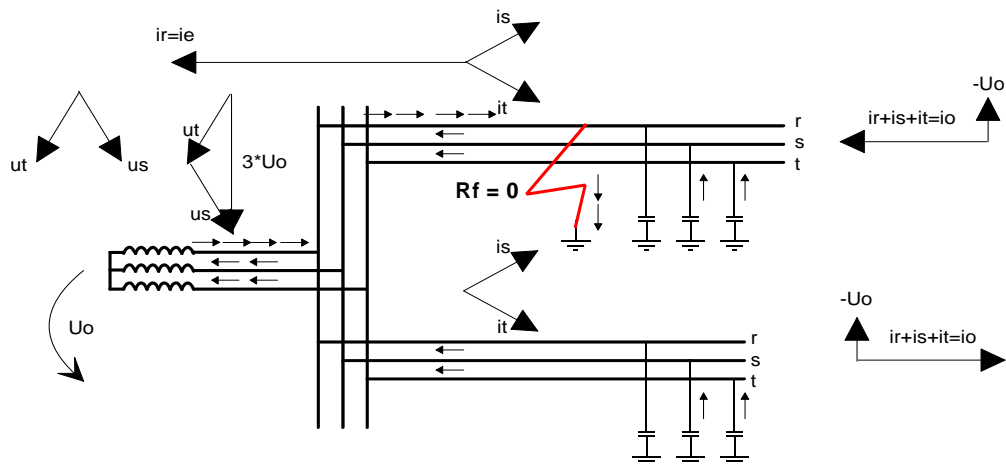 is
ir=ie
-Uo
it
ir+is+it=io
r
s
t
ut
us
ut
3*Uo
us
Rf = 0
is
it
Uo
-Uo
ir+is+it=io
r
s
t